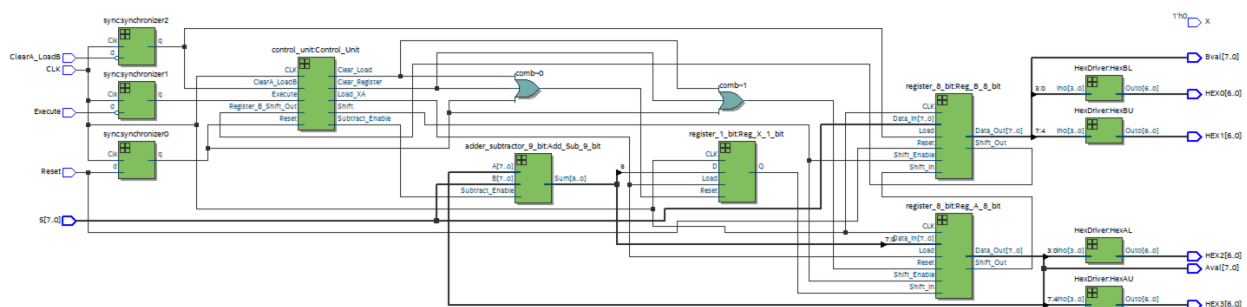 sync:synchronizer2
Clk
d
q
ClearA_LoadB
CLK
sync:synchronizer1
Clk
d
q
Execute
sync:synchronizer0
Clk
d
q
Reset
S[7..0]
control_unit:Control_Unit
CLK
ClearA_LoadB
Execute
Register_B_Shift_Out
Reset
Clear_Load
Clear_Register
Load_XA
Shift
Subtract_Enable
adder_subtractor_9_bit:Add_Sub_9_bit
A[7..0]
B[7..0]
Subtract_Enable
Sum[8..0]
comb~0
8
register_1_bit:Reg_X_1_bit
CLK
D
Load
Reset
Q
comb~1
register_8_bit:Reg_B_8_bit
CLK
Data_In[7..0]
Load
Reset
Shift_Enable
Shift_In
Data_Out[7..0]
Shift_Out
register_8_bit:Reg_A_8_bit
CLK
7:0
Data_In[7..0]
Load
Reset
Shift_Enable
Shift_In
Data_Out[7..0]
Shift_Out
1'h0
X
Bval[7..0]
HexDriver:HexBL
3:0
In0[3..0]
Out0[6..0]
HEX0[6..0]
HexDriver:HexBU
7:4
In0[3..0]
Out0[6..0]
HEX1[6..0]
HexDriver:HexAL
3:0
In0[3..0]
Out0[6..0]
HEX2[6..0]
Aval[7..0]
HexDriver:HexAU
7:4
In0[3..0]
Out0[6..0]
HEX3[6..0]